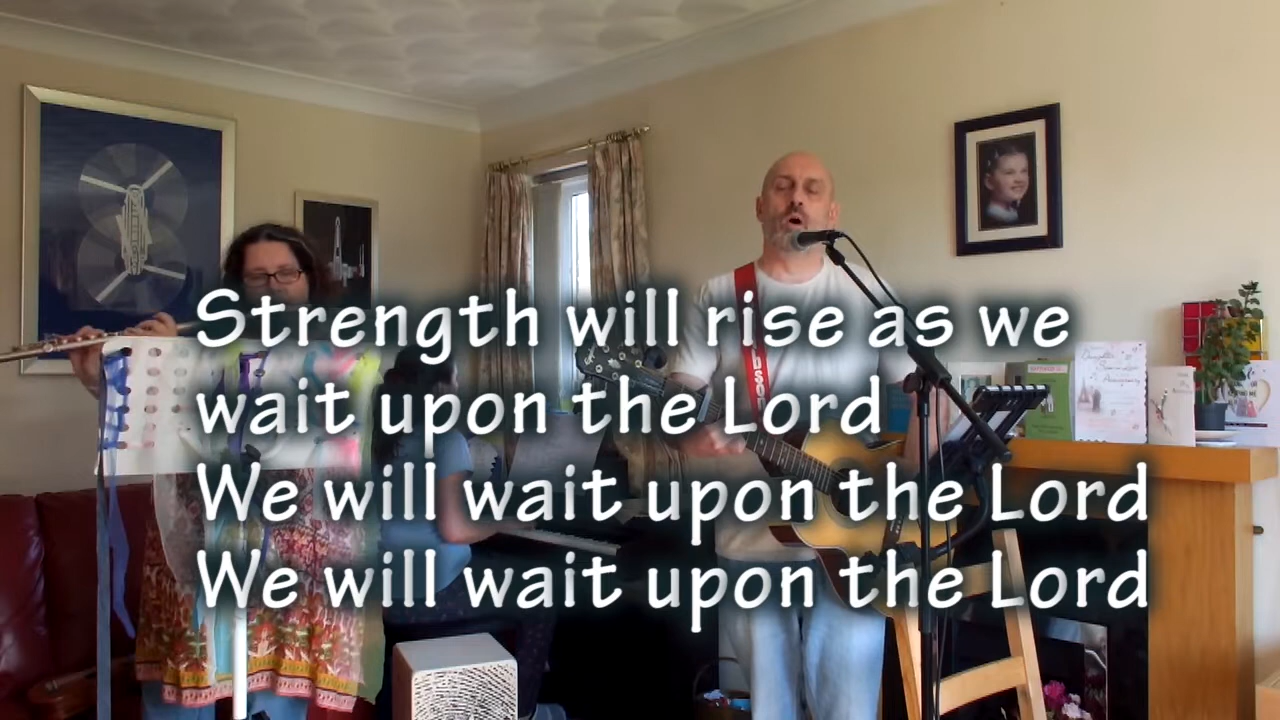 Strength will rise as we
wait upon the Lord
We will wait upon the Lord
We will wait upon the Lord